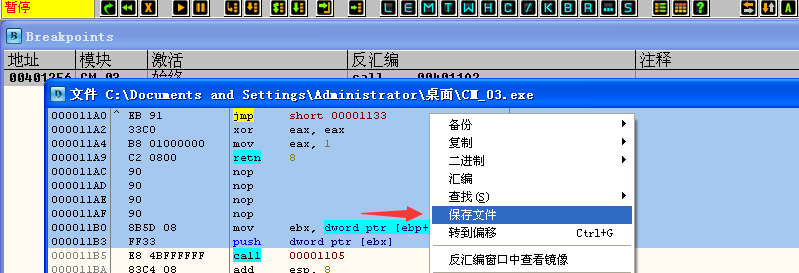 暂停
L E M T W H C / K B R ... S
Breakpoints
地址 模块 激活 反汇编 注释
004012F6 CM_03 始终 call 00401102
文件 C:\Documents and Settings\Administrator\桌面\CM_03.exe
000011A0 ^ EB 91 jmp short 00001133
000011A2 33C0 xor eax, eax
000011A4 B8 01000000 mov eax, 1
000011A9 C2 0800 retn 8
000011AC 90 nop
000011AD 90 nop
000011AE 90 nop
000011AF 90 nop
000011B0 8B5D 08 mov ebx, dword ptr [ebp+
000011B3 FF33 push dword ptr [ebx]
000011B5 E8 4BFFFFFF call 00001105
000011BA 83C4 08 add esp, 8
备份
复制
二进制
汇编
查找(S)
保存文件
转到偏移 Ctrl+G
反汇编窗口中查看镜像